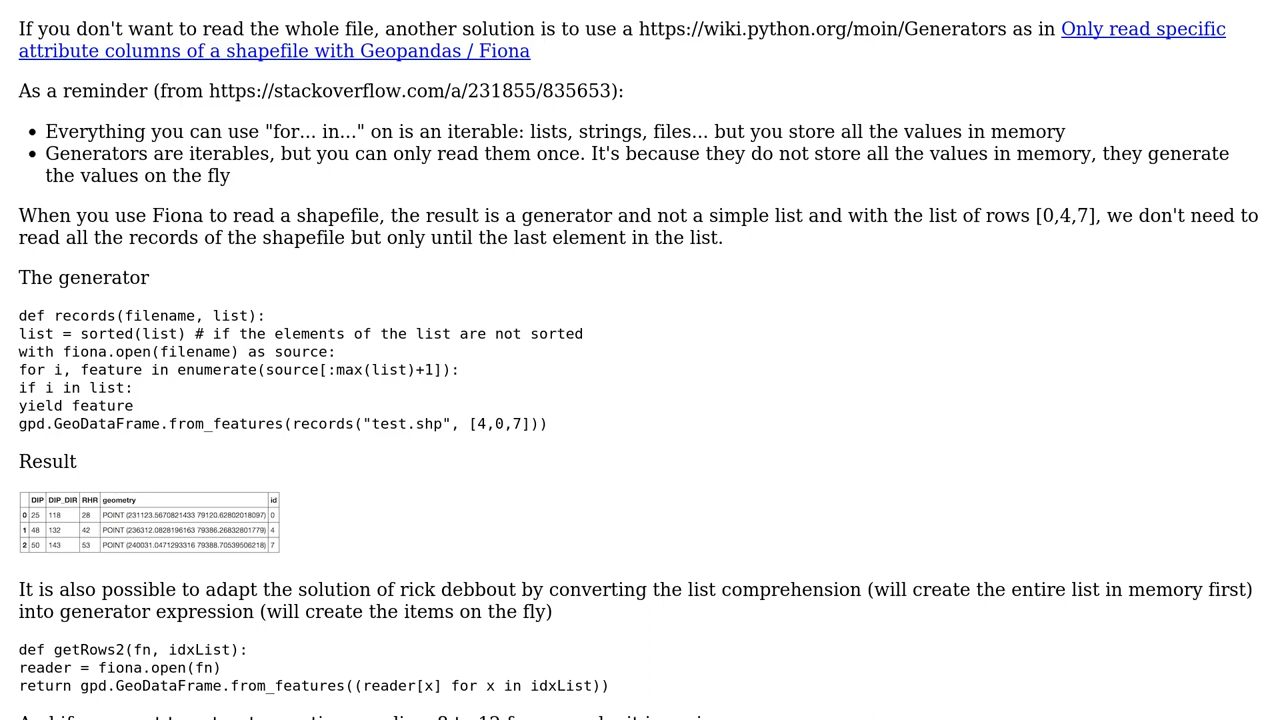 If you don't want to read the whole file, another solution is to use a https://wiki.python.org/moin/Generators as in Only read specific
attribute columns of a shapefile with Geopandas / Fiona
As a reminder (from https://stackoverflow.com/a/231855/835653):
• Everything you can use "for... in..." on is an iterable: lists, strings, files... but you store all the values in memory
• Generators are iterables, but you can only read them once. It's because they do not store all the values in memory, they generate
the values on the fly
When you use Fiona to read a shapefile, the result is a generator and not a simple list and with the list of rows [0,4,7], we don't need to
read all the records of the shapefile but only until the last element in the list.
The generator
def records(filename, list):
list = sorted(list) # if the elements of the list are not sorted
with fiona.open(filename) as source:
for i, feature in enumerate(source[:max(list)+1]):
if i in list:
yield feature
gpd.GeoDataFrame.from_features(records("test.shp", [4,0,7]))
Result
DIP DIP_DIR RHR geometry id
0 25 118 28 POINT (231123.5670821433 79120.62802018097) 0
1 48 132 42 POINT (236312.0828196163 79386.26832801779) 4
2 50 143 53 POINT (240031.0471293316 79388.70539506218) 7
It is also possible to adapt the solution of rick debbout by converting the list comprehension (will create the entire list in memory first)
into generator expression (will create the items on the fly)
def getRows2(fn, idxList):
reader = fiona.open(fn)
return gpd.GeoDataFrame.from_features((reader[x] for x in idxList))